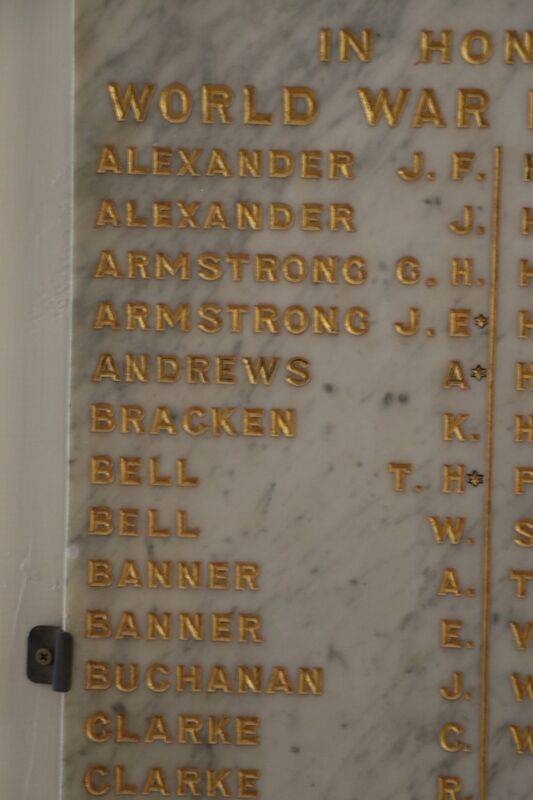 IN HON
WORLD WAR
ALEXANDER J. F.
ALEXANDER J.
ARMSTRONG G. H.
ARMSTRONG J. E*
ANDREWS A*
BRACKEN K.
BELL T. H*
BELL W.
BANNER A.
BANNER E.
BUCHANAN J.
CLARKE C.
CLARKE R.